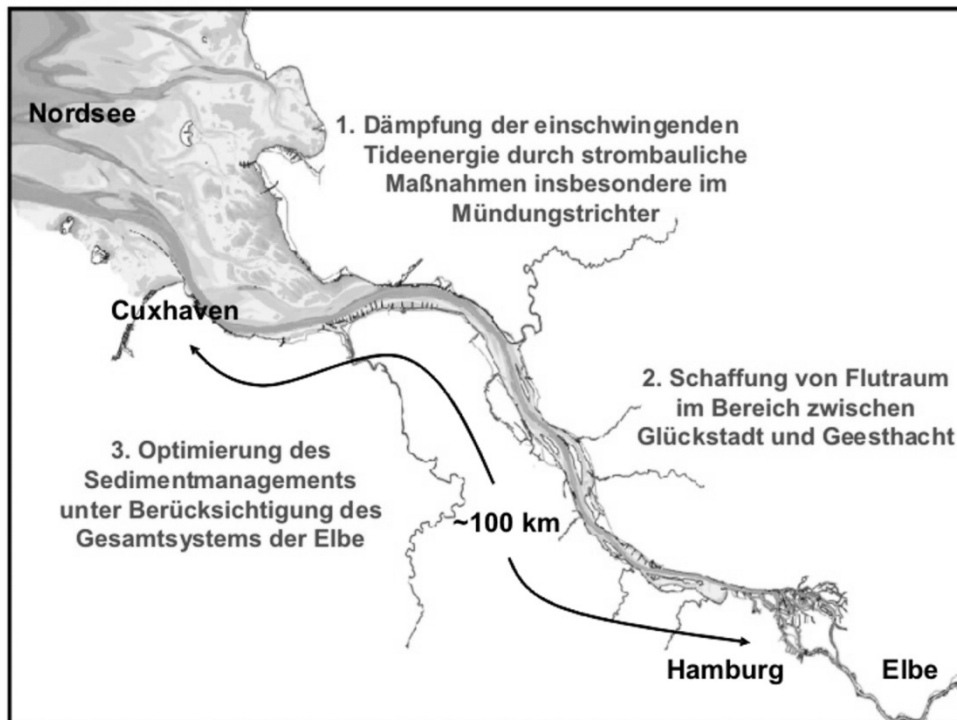 Nordsee
1. Dämpfung der einschwingenden
Tideenergie durch strombauliche
Maßnahmen insbesondere im
Mündungstrichter
Cuxhaven
2. Schaffung von Flutraum
im Bereich zwischen
Glückstadt und Geesthacht
3. Optimierung des
Sedimentmanagements
unter Berücksichtigung des
Gesamtsystems der Elbe
~100 km
Hamburg
Elbe